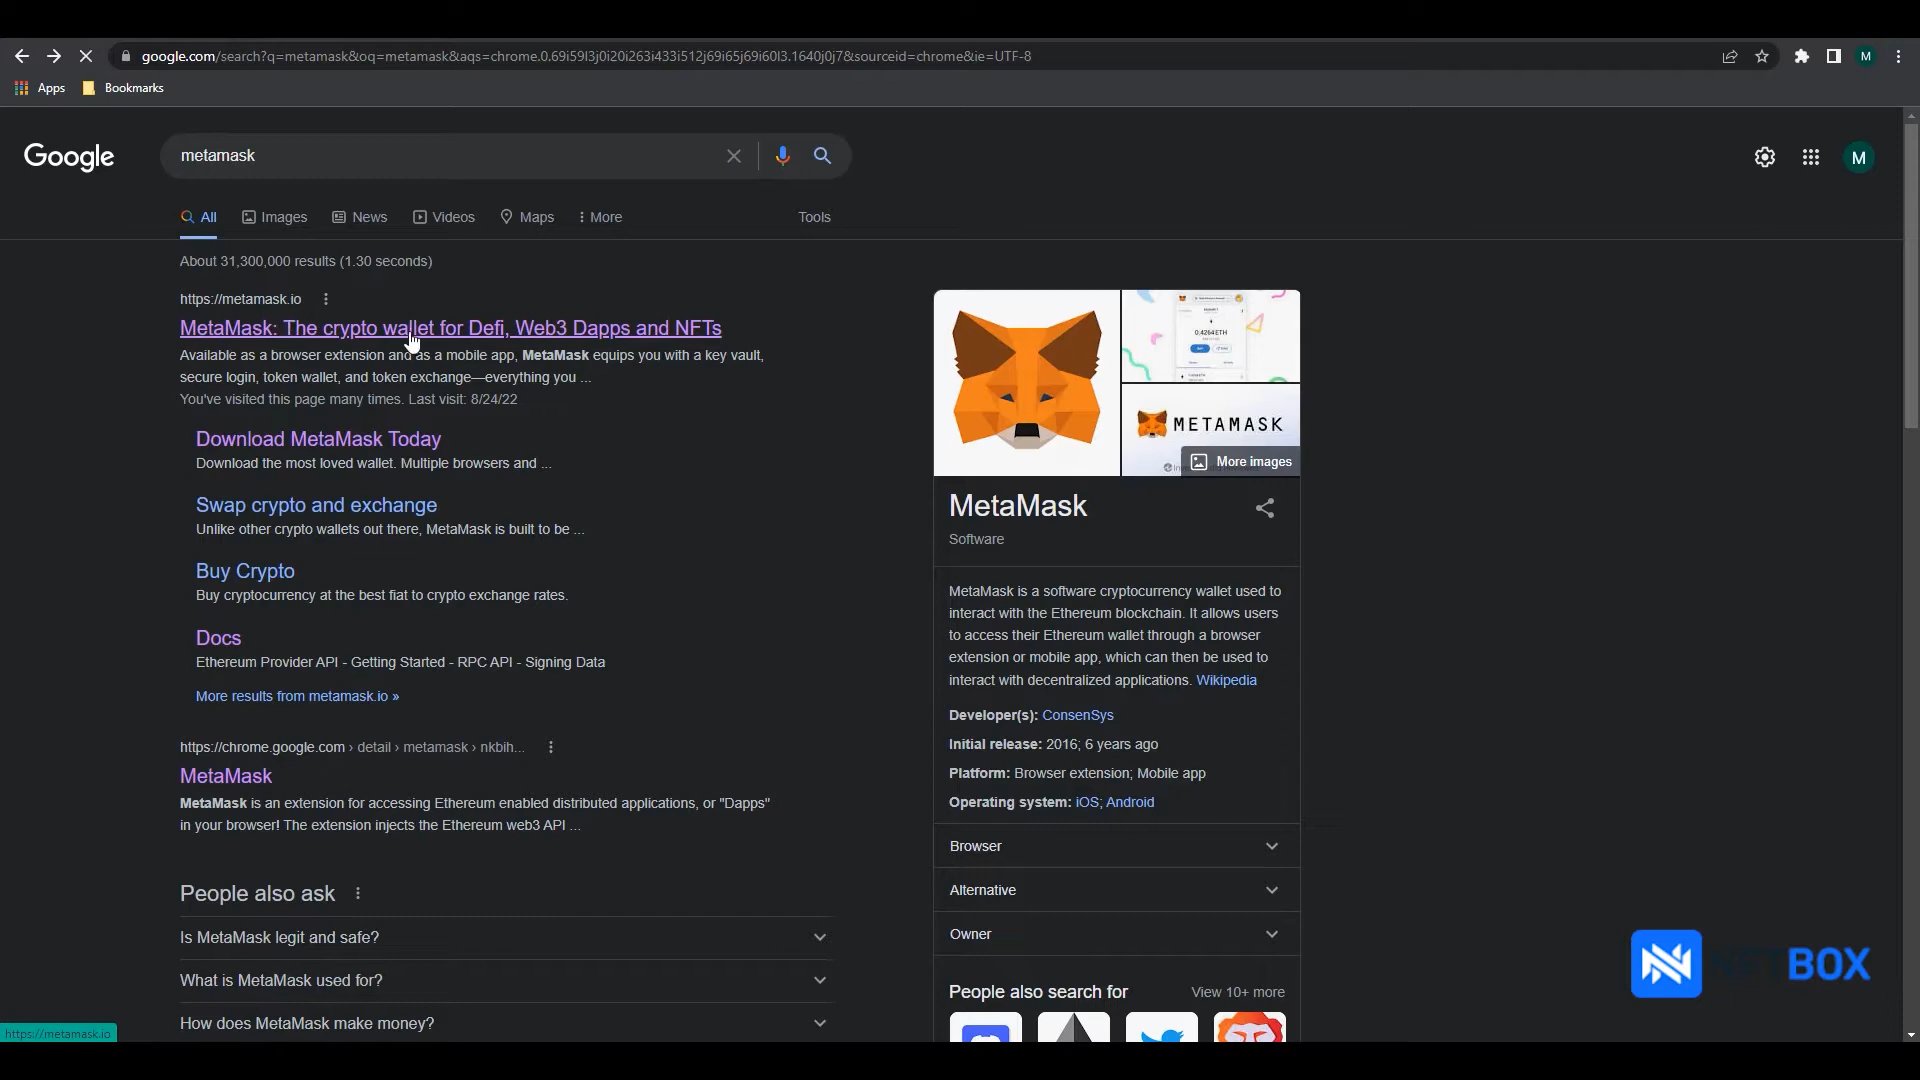 google.com/search?q=metamask&oq=metamask&aqs=chrome.0.69i59l3j0i20i263i433i512j69i65j69i60l3.1640j0j7&sourceid=chrome&ie=UTF-8
M
Apps
Bookmarks
Google
metamask
M
All
Images
News
Videos
Maps
More
Tools
About 31,300,000 results (1.30 seconds)
https://metamask.io
MetaMask: The crypto wallet for Defi, Web3 Dapps and NFTs
Available as a browser extension and as a mobile app, MetaMask equips you with a key vault,
secure login, token wallet, and token exchange—everything you ...
You've visited this page many times. Last visit: 8/24/22
Download MetaMask Today
Download the most loved wallet. Multiple browsers and ...
Swap crypto and exchange
Unlike other crypto wallets out there, MetaMask is built to be ...
Buy Crypto
Buy cryptocurrency at the best fiat to crypto exchange rates.
Docs
Ethereum Provider API - Getting Started - RPC API - Signing Data
More results from metamask.io »
https://chrome.google.com › detail › metamask › nkbih...
MetaMask
MetaMask is an extension for accessing Ethereum enabled distributed applications, or "Dapps"
in your browser! The extension injects the Ethereum web3 API ...
People also ask
Is MetaMask legit and safe?
What is MetaMask used for?
How does MetaMask make money?
https://metamask.io
0.4264 ETH
METAMASK
More images
MetaMask
Software
MetaMask is a software cryptocurrency wallet used to
interact with the Ethereum blockchain. It allows users
to access their Ethereum wallet through a browser
extension or mobile app, which can then be used to
interact with decentralized applications. Wikipedia
Developer(s): ConsenSys
Initial release: 2016; 6 years ago
Platform: Browser extension; Mobile app
Operating system: iOS; Android
Browser
Alternative
Owner
People also search for
View 10+ more
BOX